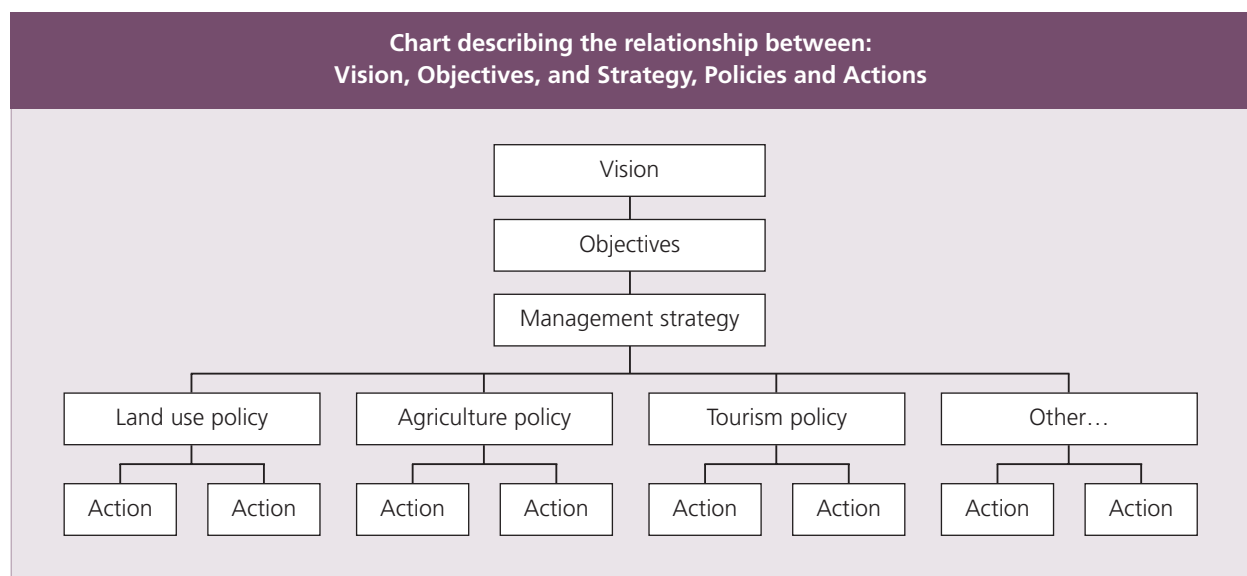 Chart describing the relationship between:
Vision, Objectives, and Strategy, Policies and Actions
Vision
Objectives
Management strategy
Land use policy
Agriculture policy
Tourism policy
Other…
Action
Action
Action
Action
Action
Action
Action
Action